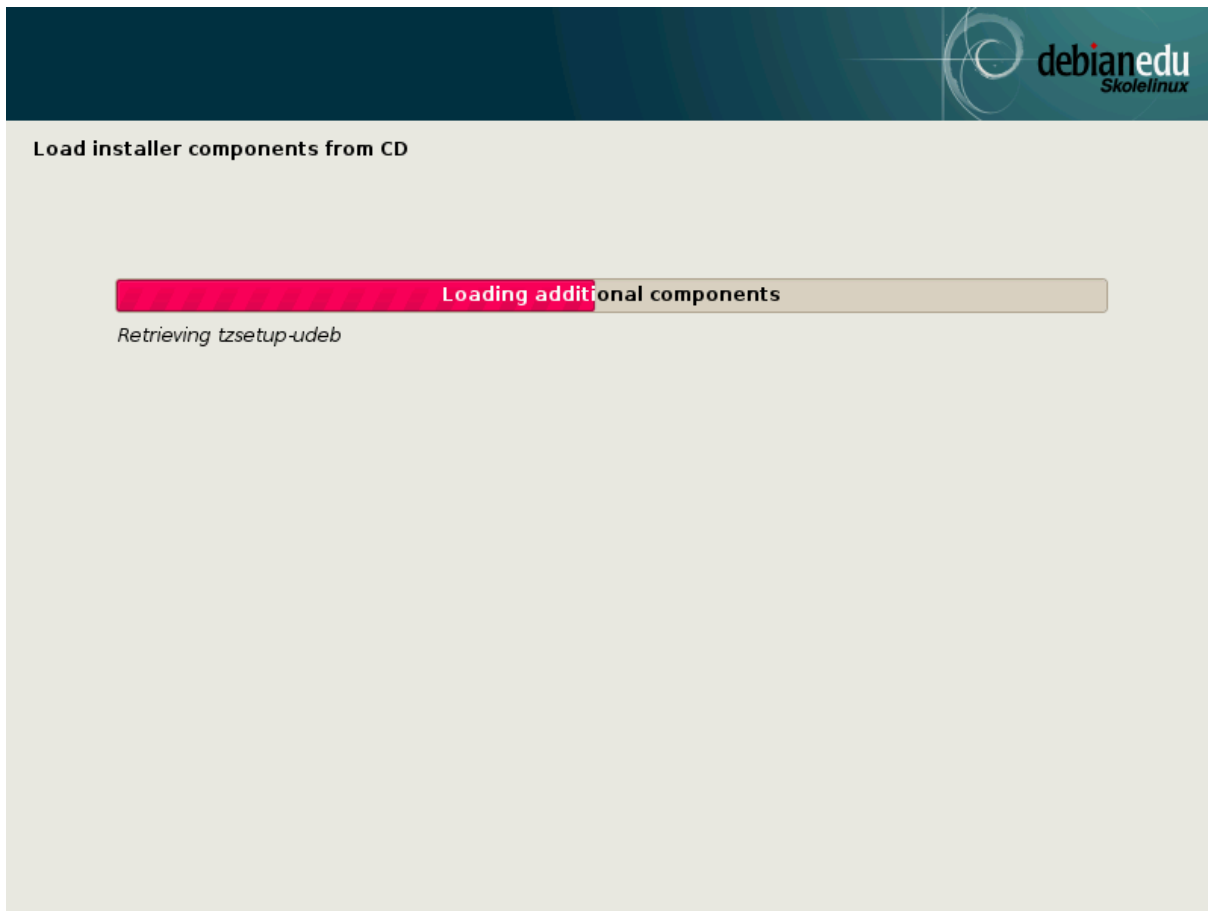 debianedu
Skolelinux
Load installer components from CD
Loading additional components
Retrieving tzsetup-udeb